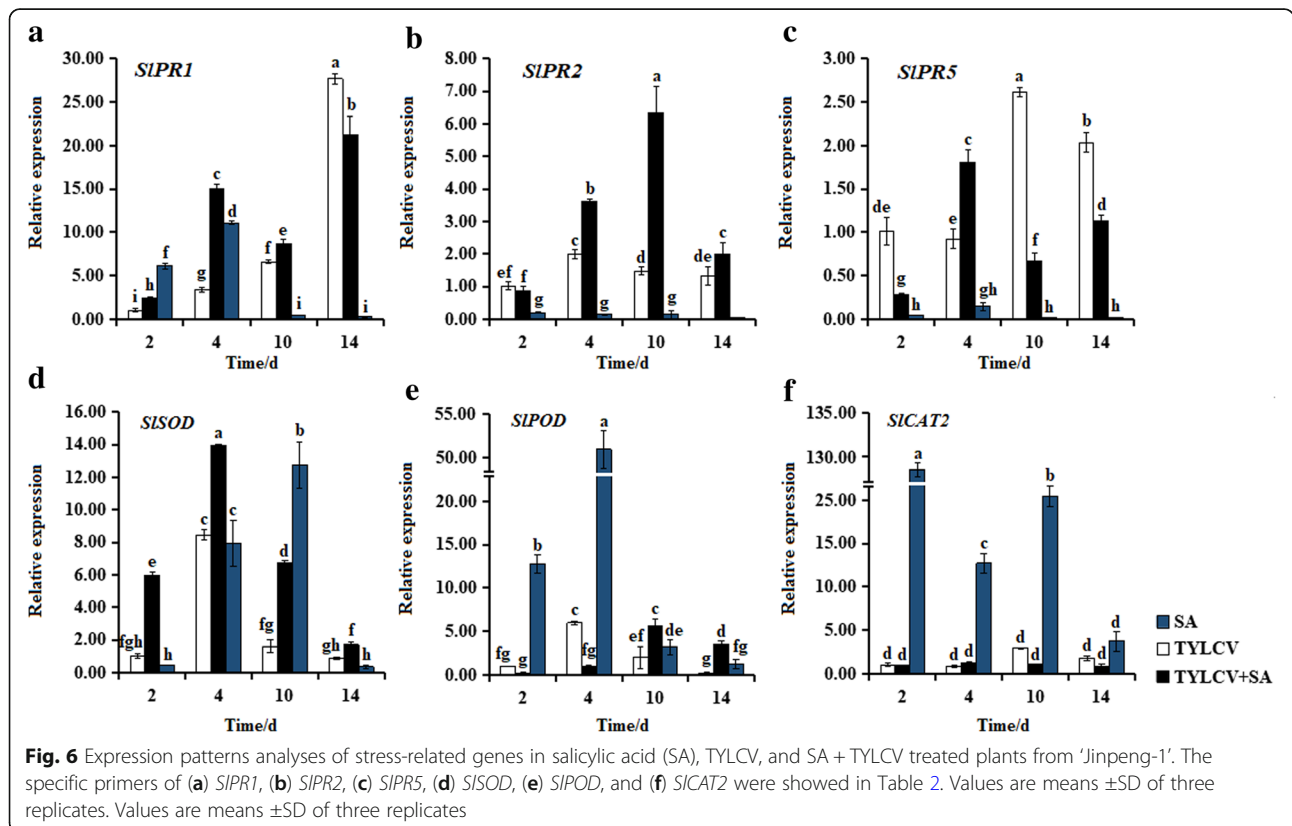 a
SlPR1
Relative expression
30.00
25.00
20.00
15.00
10.00
5.00
0.00
i h f
g c d
f e i
a b i
2 4 10 14
Time/d
b
SlPR2
Relative expression
8.00
7.00
6.00
5.00
4.00
3.00
2.00
1.00
0.00
ef f g
c b g
d a g
de c
2 4 10 14
Time/d
c
SlPR5
Relative expression
3.00
2.50
2.00
1.50
1.00
0.50
0.00
de g h
e c gh
a f h
b d h
2 4 10 14
Time/d
d
SlSOD
Relative expression
16.00
14.00
12.00
10.00
8.00
6.00
4.00
2.00
0.00
fgh e h
c a c
fg d b
gh f h
2 4 10 14
Time/d
e
SlPOD
Relative expression
55.00
50.00
20.00
15.00
10.00
5.00
0.00
fg g b
c fg a
ef c de
g d fg
2 4 10 14
Time/d
f
SlCAT2
Relative expression
135.00
130.00
25.00
20.00
15.00
10.00
5.00
0.00
d d a
d d c
d d b
d d d
2 4 10 14
Time/d
SA
TYLCV
TYLCV+SA
Fig. 6 Expression patterns analyses of stress-related genes in salicylic acid (SA), TYLCV, and SA + TYLCV treated plants from ‘Jinpeng-1’. The
specific primers of (a) SlPR1, (b) SlPR2, (c) SlPR5, (d) SlSOD, (e) SlPOD, and (f) SlCAT2 were showed in Table 2. Values are means ±SD of three
replicates. Values are means ±SD of three replicates